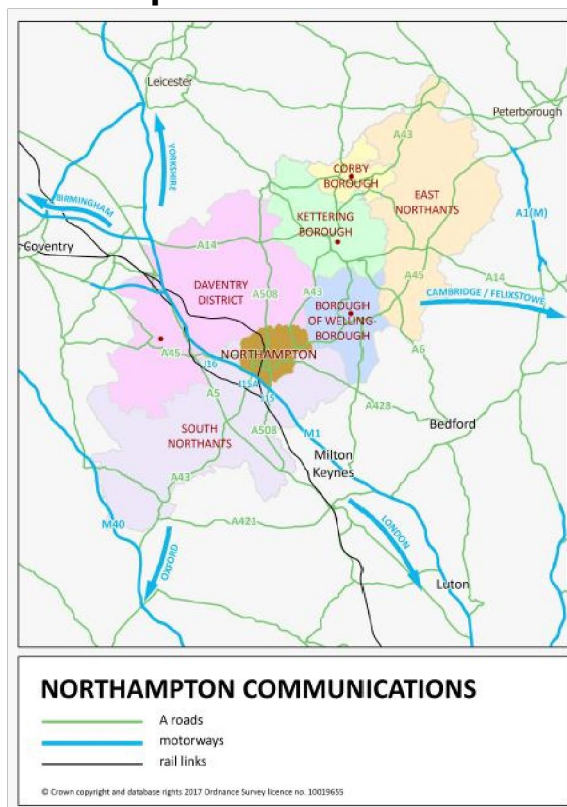 Leicester
Peterborough
A43
YORKSHIRE
CORBY
BOROUGH
BIRMINGHAM
EAST
NORTHANTS
KETTERING
BOROUGH
A1(M)
Coventry
A14
DAVENTRY
DISTRICT
A508
A43
A45
A14
CAMBRIDGE / FELIXSTOWE
BOROUGH
OF WELLING-
BOROUGH
NORTHAMPTON
A45
J16
A6
A5
J15A
J15
A428
SOUTH
NORTHANTS
A508
M1
Bedford
Milton
Keynes
A43
M40
A421
OXFORD
LONDON
Luton
NORTHAMPTON COMMUNICATIONS
A roads
motorways
rail links
© Crown copyright and database rights 2017 Ordnance Survey licence no. 10019655